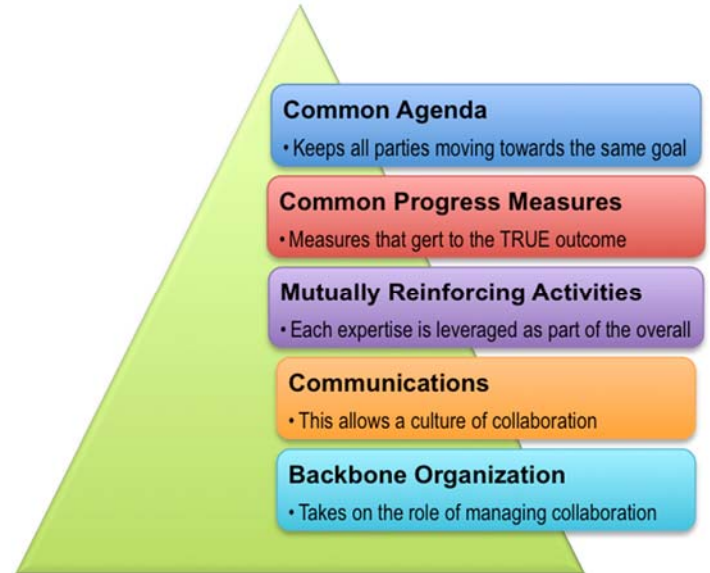 Common Agenda
• Keeps all parties moving towards the same goal
Common Progress Measures
• Measures that gert to the TRUE outcome
Mutually Reinforcing Activities
• Each expertise is leveraged as part of the overall
Communications
• This allows a culture of collaboration
Backbone Organization
• Takes on the role of managing collaboration